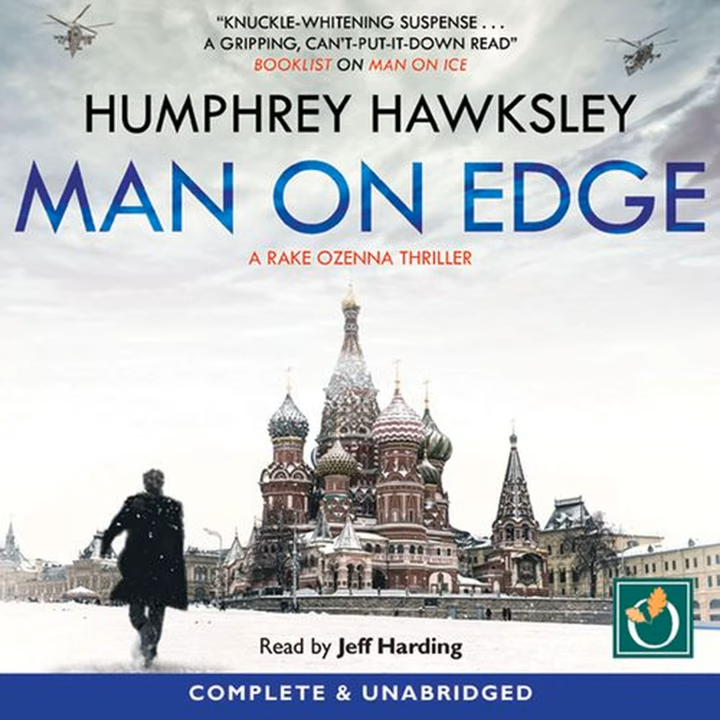 “KNUCKLE-WHITENING SUSPENSE . . .
A GRIPPING, CAN’T-PUT-IT-DOWN READ”
BOOKLIST ON MAN ON ICE
HUMPHREY HAWKSLEY
MAN ON EDGE
A RAKE OZENNA THRILLER
Read by Jeff Harding
COMPLETE & UNABRIDGED